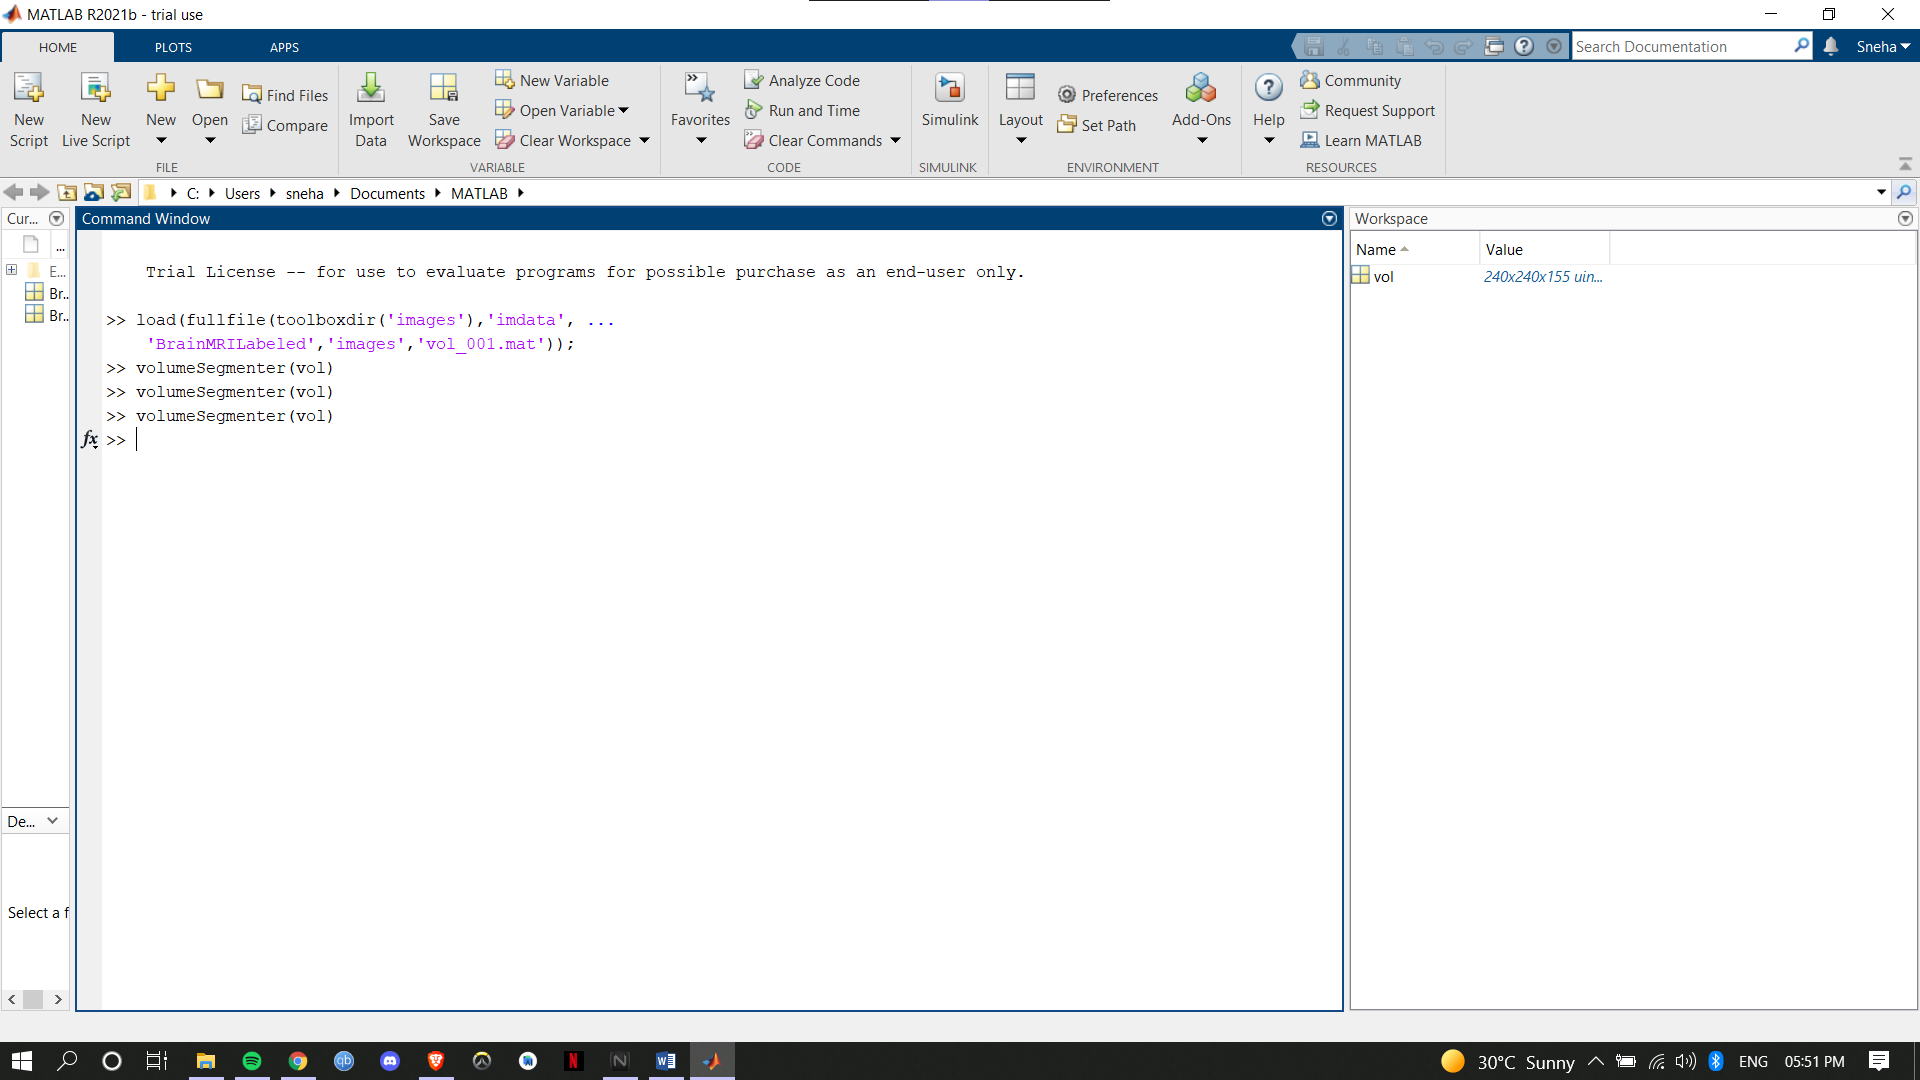 MATLAB R2021b - trial use
HOME PLOTS APPS
Search Documentation
Sneha
New Script
New Live Script
New
Open
Find Files
Compare
FILE
Import Data
Save Workspace
New Variable
Open Variable
Clear Workspace
VARIABLE
Favorites
Analyze Code
Run and Time
Clear Commands
CODE
Simulink
SIMULINK
Layout
Preferences
Set Path
Add-Ons
ENVIRONMENT
Help
Community
Request Support
Learn MATLAB
RESOURCES
C: Users sneha Documents MATLAB
Cur...
...
E...
Br..
Br..
De...
Select a f
Command Window
Trial License -- for use to evaluate programs for possible purchase as an end-user only.
>> load(fullfile(toolboxdir('images'),'imdata', ...
'BrainMRILabeled','images','vol_001.mat'));
>> volumeSegmenter(vol)
>> volumeSegmenter(vol)
>> volumeSegmenter(vol)
fx >>
Workspace
Name Value
vol 240x240x155 uin...
qb
N
N
W
30°C Sunny
ENG
05:51 PM